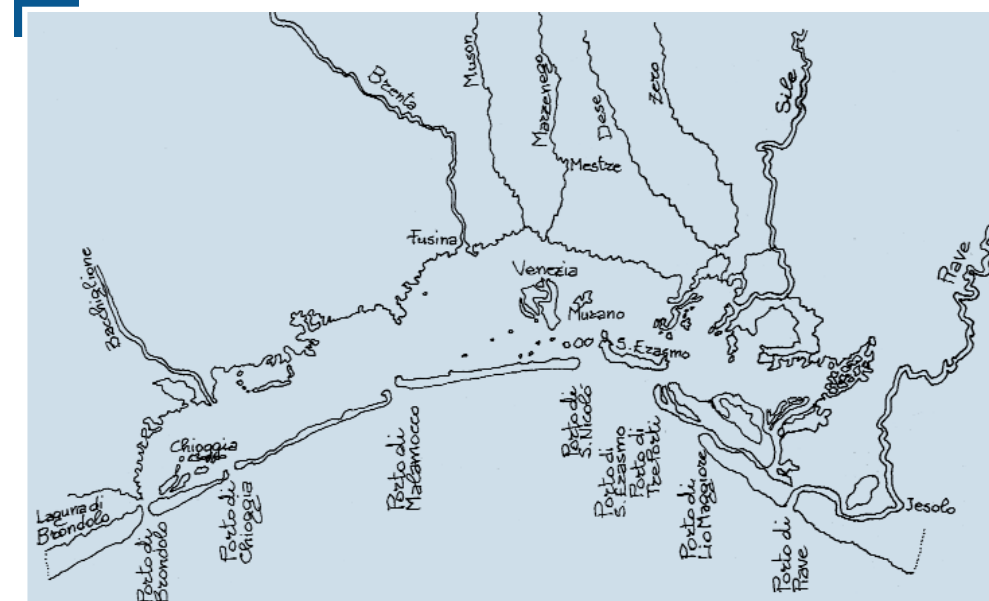 Brenta
Muson
Marzenego
Dese
Zero
Sile
Mestre
Fusina
Venezia
Murano
S. Erasmo
Bacchiglione
Piave
Chioggia
Laguna di
Brondolo
Porto di
Brondolo
Porto di
Chioggia
Porto di
Malamocco
Porto di
S. Nicolò
Porto di
S. Erasmo
Porto di
Tre Porti
Porto di
Lio Maggiore
Porto di
Piave
Jesolo